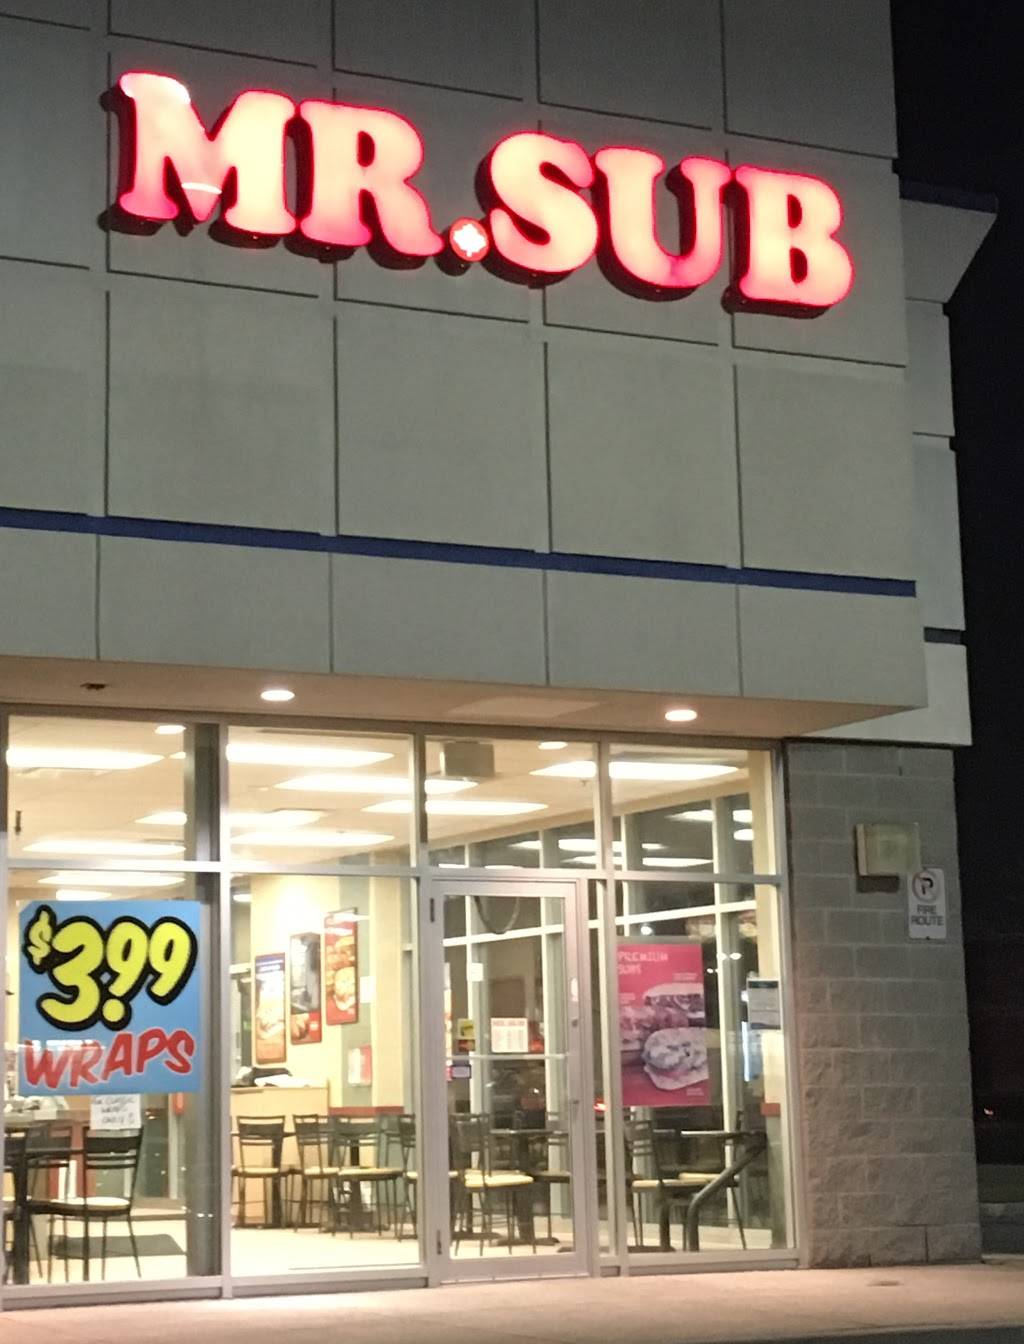 MR.SUB
$3.99
WRAPS
PREMIUM
SUBS
P
FIRE
ROUTE